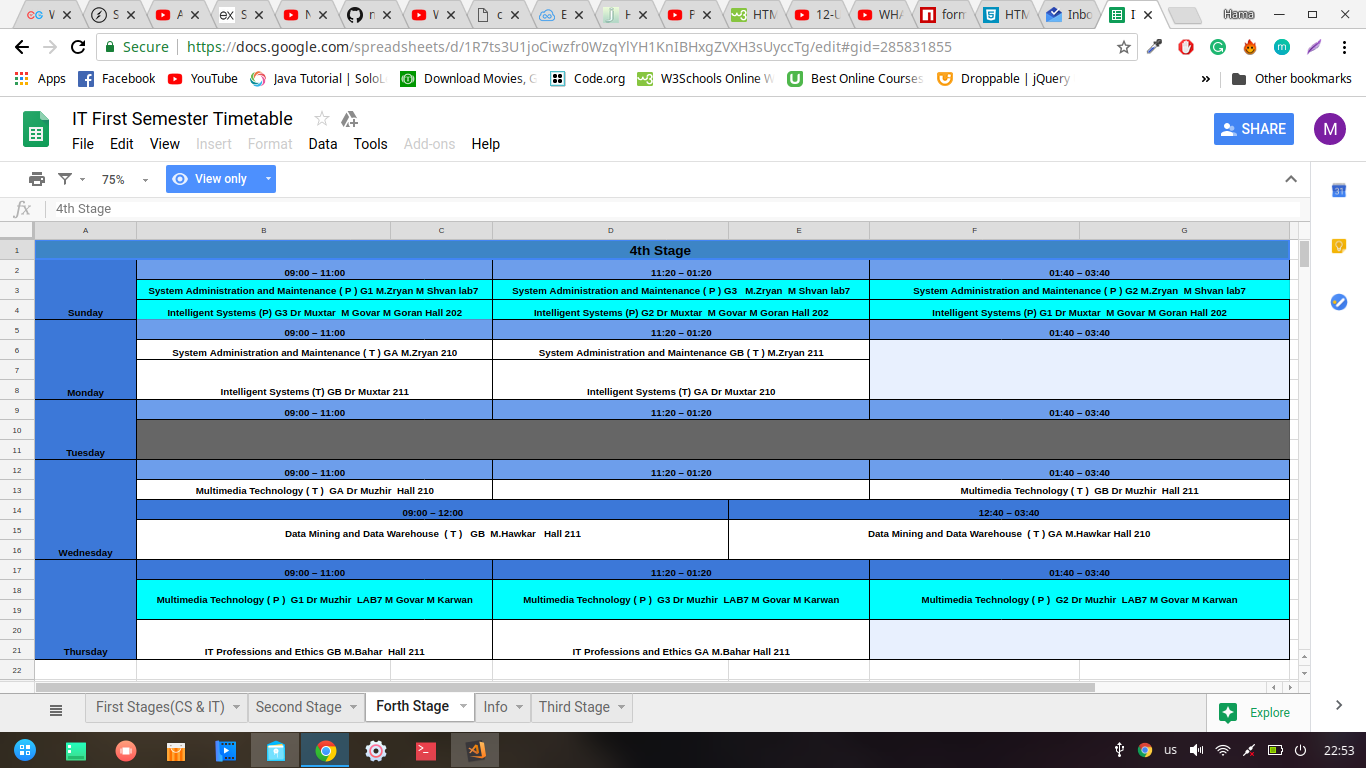 W S A ex S N n W c E H P HTM 12-U WHA form HTM Inbo I Hama
Secure https://docs.google.com/spreadsheets/d/1R7ts3U1joCiwzfr0WzqYlYH1KnIBHxgZVXH3sUyccTg/edit#gid=285831855
Apps Facebook YouTube Java Tutorial | SoloL Download Movies, G Code.org W3Schools Online W Best Online Courses Droppable | jQuery » Other bookmarks
IT First Semester Timetable
SHARE M
File Edit View Insert Format Data Tools Add-ons Help
75% View only
fx 4th Stage
A B C D E F G
1 4th Stage
2 09:00 – 11:00 11:20 – 01:20 01:40 – 03:40
3 System Administration and Maintenance ( P ) G1 M.Zryan M Shvan lab7 System Administration and Maintenance ( P ) G3 M.Zryan M Shvan lab7 System Administration and Maintenance ( P ) G2 M.Zryan M Shvan lab7
4 Sunday Intelligent Systems (P) G3 Dr Muxtar M Govar M Goran Hall 202 Intelligent Systems (P) G2 Dr Muxtar M Govar M Goran Hall 202 Intelligent Systems (P) G1 Dr Muxtar M Govar M Goran Hall 202
5 09:00 – 11:00 11:20 – 01:20 01:40 – 03:40
6 System Administration and Maintenance ( T ) GA M.Zryan 210 System Administration and Maintenance GB ( T ) M.Zryan 211
7
8 Monday Intelligent Systems (T) GB Dr Muxtar 211 Intelligent Systems (T) GA Dr Muxtar 210
9 09:00 – 11:00 11:20 – 01:20 01:40 – 03:40
10
11 Tuesday
12 09:00 – 11:00 11:20 – 01:20 01:40 – 03:40
13 Multimedia Technology ( T ) GA Dr Muzhir Hall 210 Multimedia Technology ( T ) GB Dr Muzhir Hall 211
14 09:00 – 12:00 12:40 – 03:40
15 Data Mining and Data Warehouse ( T ) GB M.Hawkar Hall 211 Data Mining and Data Warehouse ( T ) GA M.Hawkar Hall 210
16 Wednesday
17 09:00 – 11:00 11:20 – 01:20 01:40 – 03:40
18 Multimedia Technology ( P ) G1 Dr Muzhir LAB7 M Govar M Karwan Multimedia Technology ( P ) G3 Dr Muzhir LAB7 M Govar M Karwan Multimedia Technology ( P ) G2 Dr Muzhir LAB7 M Govar M Karwan
19
20
21 Thursday IT Professions and Ethics GB M.Bahar Hall 211 IT Professions and Ethics GA M.Bahar Hall 211
22
First Stages(CS & IT) Second Stage Forth Stage Info Third Stage Explore
us 22:53